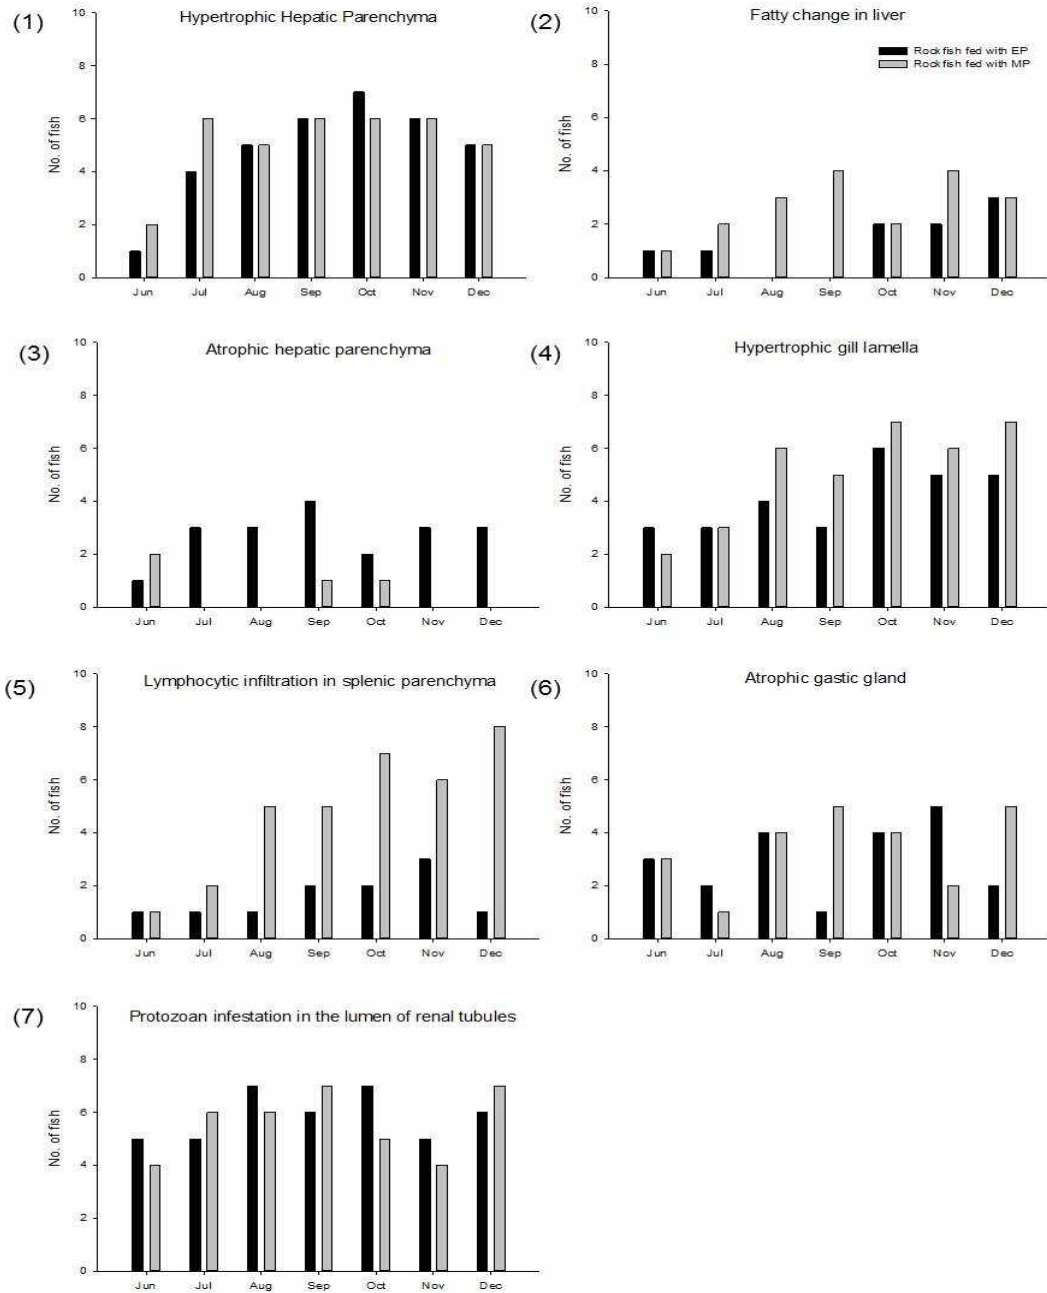 (1)
Hypertrophic Hepatic Parenchyma
No. of fish
10
8
6
4
2
0
Jun Jul Aug Sep Oct Nov Dec
(2)
Fatty change in liver
Rockfish fed with EP
Rockfish fed with MP
No. of fish
10
8
6
4
2
0
Jun Jul Aug Sep Oct Nov Dec
(3)
Atrophic hepatic parenchyma
No. of fish
10
8
6
4
2
0
Jun Jul Aug Sep Oct Nov Dec
(4)
Hypertrophic gill lamella
No. of fish
10
8
6
4
2
0
Jun Jul Aug Sep Oct Nov Dec
(5)
Lymphocytic infiltration in splenic parenchyma
No. of fish
10
8
6
4
2
0
Jun Jul Aug Sep Oct Nov Dec
(6)
Atrophic gastic gland
No. of fish
10
8
6
4
2
0
Jun Jul Aug Sep Oct Nov Dec
(7)
Protozoan infestation in the lumen of renal tubules
No. of fish
10
8
6
4
2
0
Jun Jul Aug Sep Oct Nov Dec